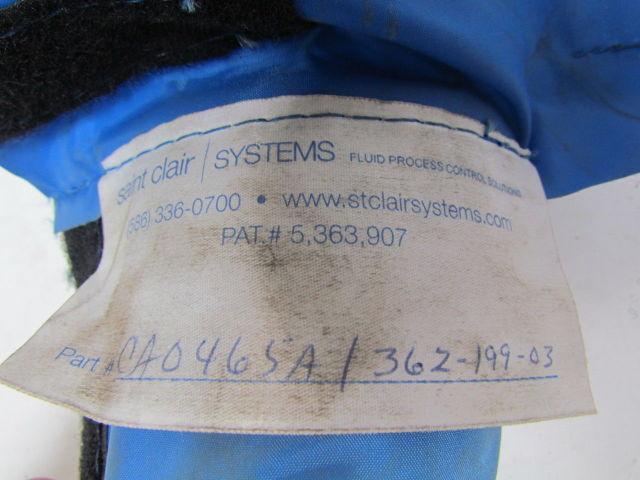 saint clair | SYSTEMS FLUID PROCESS CONTROL SOLUTIONS
(586) 336-0700 • www.stclairsystems.com
PAT.# 5,363,907
Part # CA0465A / 362-199-03